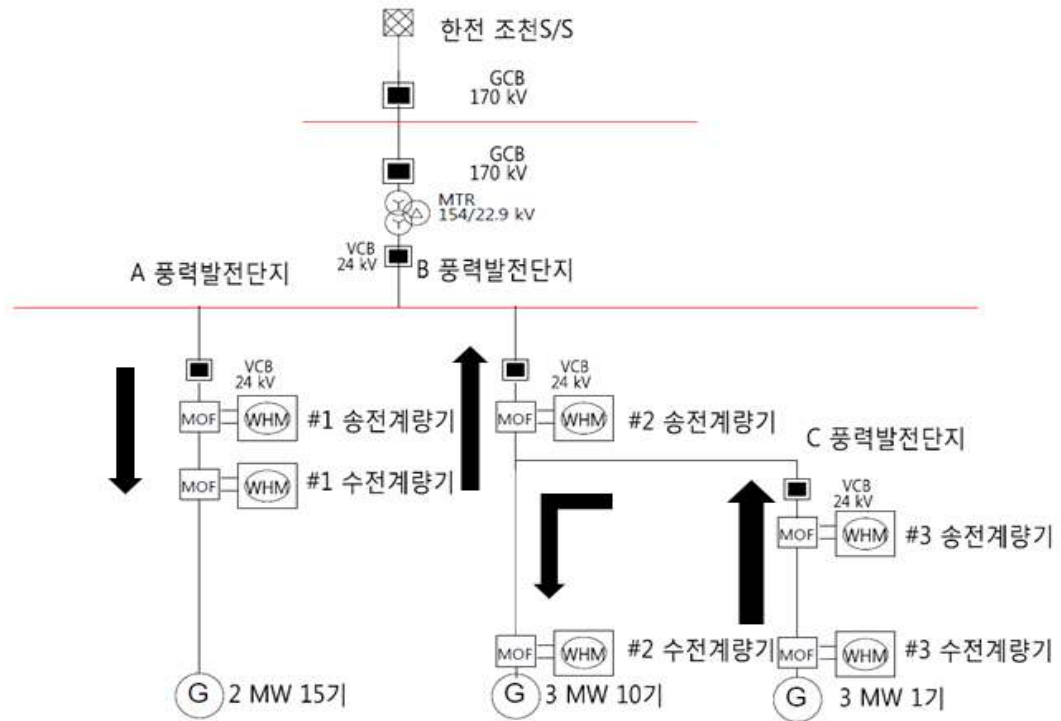 한전 조천S/S
GCB
170 kV
GCB
170 kV
MTR
154/22.9 kV
VCB
24 kV
A 풍력발전단지
B 풍력발전단지
VCB
24 kV
MOF
WHM
#1 송전계량기
MOF
WHM
#1 수전계량기
VCB
24 kV
MOF
WHM
#2 송전계량기
C 풍력발전단지
VCB
24 kV
MOF
WHM
#3 송전계량기
MOF
WHM
#2 수전계량기
MOF
WHM
#3 수전계량기
G
2 MW 15기
G
3 MW 10기
G
3 MW 1기